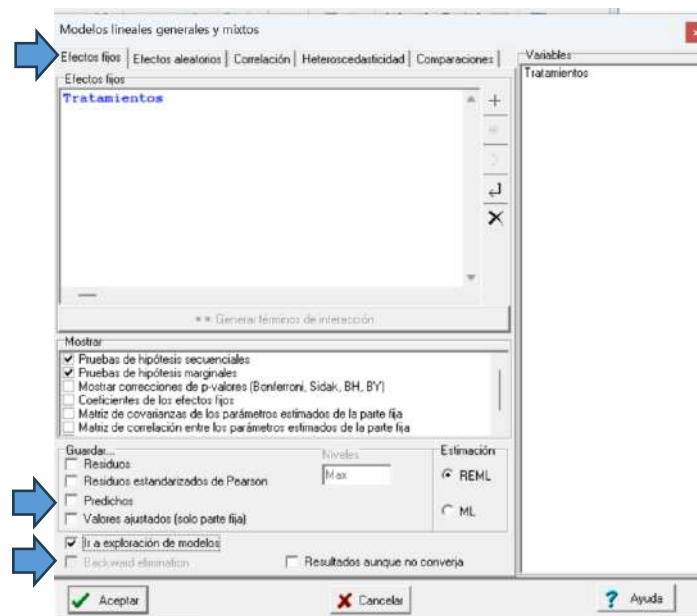 Modelos lineales generales y mixtos
Efectos fijos Efectos aleatorios Correlación Heteroscedasticidad Comparaciones
Variables
Efectos fijos
Tratamientos
Tratamientos
** Generar términos de interacción
Mostrar
Pruebas de hipótesis secuenciales
Pruebas de hipótesis marginales
Mostrar correcciones de p-valores (Bonferroni, Sidak, BH, BY)
Coeficientes de los efectos fijos
Matriz de covarianzas de los parámetros estimados de la parte fija
Matriz de correlación entre los parámetros estimados de la parte fija
Guardar...
Niveles
Estimación
Residuos
Max
REML
Residuos estandarizados de Pearson
Predichos
ML
Valores ajustados (solo parte fija)
Ir a exploración de modelos
Backward elimination
Resultados aunque no converja
Aceptar
Cancelar
? Ayuda